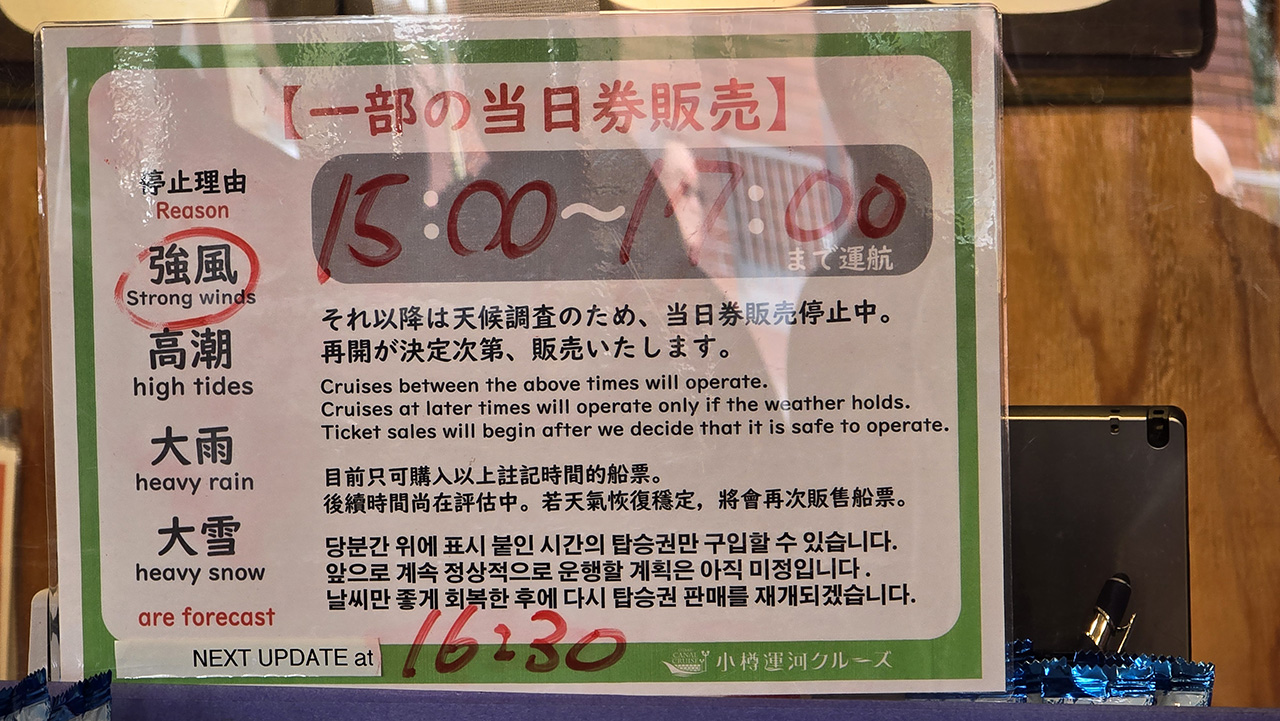 【一部の当日券販売】
停止理由
Reason
強風
Strong winds
高潮
high tides
大雨
heavy rain
大雪
heavy snow
are forecast
15:00〜17:00
まで運航
それ以降は天候調査のため、当日券販売停止中。
再開が決定次第、販売いたします。
Cruises between the above times will operate.
Cruises at later times will operate only if the weather holds.
Ticket sales will begin after we decide that it is safe to operate.
目前只可購入以上註記時間的船票。
後續時間尚在評估中。若天氣恢復穩定，將會再次販售船票。
당분간 위에 표시 붙인 시간의 탑승권만 구입할 수 있습니다.
앞으로 계속 정상적으로 운행할 계획은 아직 미정입니다.
날씨만 좋게 회복한 후에 다시 탑승권 판매를 재개되겠습니다.
NEXT UPDATE at 16:30
CANAL
CRUISE
小樽運河クルーズ